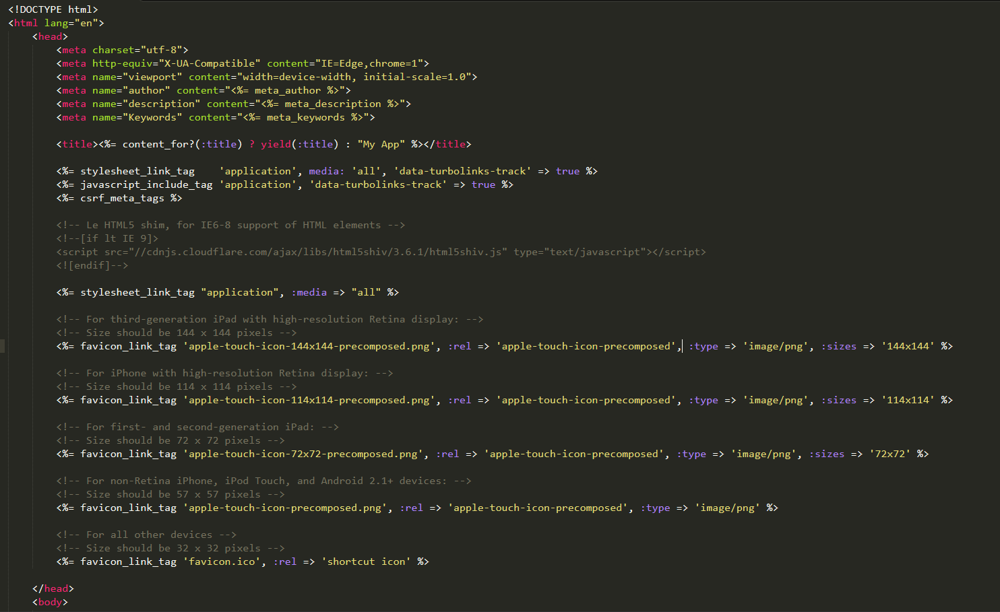 <!DOCTYPE html>
<html lang="en">
<head>
<meta charset="utf-8">
<meta http-equiv="X-UA-Compatible" content="IE=Edge,chrome=1">
<meta name="viewport" content="width=device-width, initial-scale=1.0">
<meta name="author" content="<%= meta_author %>">
<meta name="description" content="<%= meta_description %>">
<meta name="Keywords" content="<%= meta_keywords %>">
<title><%= content_for?(:title) ? yield(:title) : "My App" %></title>
<%= stylesheet_link_tag    'application', media: 'all', 'data-turbolinks-track' => true %>
<%= javascript_include_tag 'application', 'data-turbolinks-track' => true %>
<%= csrf_meta_tags %>
<!-- Le HTML5 shim, for IE6-8 support of HTML elements -->
<!--[if lt IE 9]>
<script src="//cdnjs.cloudflare.com/ajax/libs/html5shiv/3.6.1/html5shiv.js" type="text/javascript"></script>
<![endif]-->
<%= stylesheet_link_tag "application", :media => "all" %>
<!-- For third-generation iPad with high-resolution Retina display: -->
<!-- Size should be 144 x 144 pixels -->
<%= favicon_link_tag 'apple-touch-icon-144x144-precomposed.png', :rel => 'apple-touch-icon-precomposed', :type => 'image/png', :sizes => '144x144' %>
<!-- For iPhone with high-resolution Retina display: -->
<!-- Size should be 114 x 114 pixels -->
<%= favicon_link_tag 'apple-touch-icon-114x114-precomposed.png', :rel => 'apple-touch-icon-precomposed', :type => 'image/png', :sizes => '114x114' %>
<!-- For first- and second-generation iPad: -->
<!-- Size should be 72 x 72 pixels -->
<%= favicon_link_tag 'apple-touch-icon-72x72-precomposed.png', :rel => 'apple-touch-icon-precomposed', :type => 'image/png', :sizes => '72x72' %>
<!-- For non-Retina iPhone, iPod Touch, and Android 2.1+ devices: -->
<!-- Size should be 57 x 57 pixels -->
<%= favicon_link_tag 'apple-touch-icon-precomposed.png', :rel => 'apple-touch-icon-precomposed', :type => 'image/png' %>
<!-- For all other devices -->
<!-- Size should be 32 x 32 pixels -->
<%= favicon_link_tag 'favicon.ico', :rel => 'shortcut icon' %>
</head>
<body>